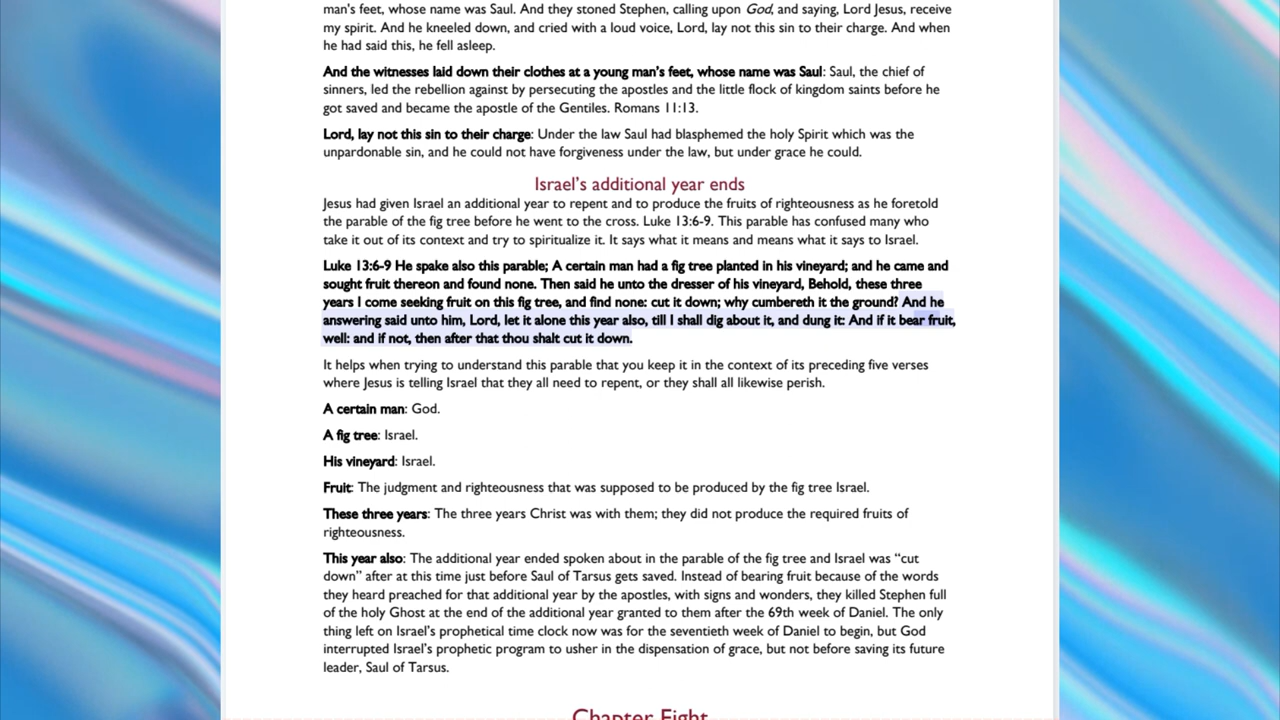 man's feet, whose name was Saul. And they stoned Stephen, calling upon God, and saying, Lord Jesus, receive
my spirit. And he kneeled down, and cried with a loud voice, Lord, lay not this sin to their charge. And when
he had said this, he fell asleep.
And the witnesses laid down their clothes at a young man's feet, whose name was Saul: Saul, the chief of
sinners, led the rebellion against by persecuting the apostles and the little flock of kingdom saints before he
got saved and became the apostle of the Gentiles. Romans 11:13.
Lord, lay not this sin to their charge: Under the law Saul had blasphemed the holy Spirit which was the
unpardonable sin, and he could not have forgiveness under the law, but under grace he could.
Israel's additional year ends
Jesus had given Israel an additional year to repent and to produce the fruits of righteousness as he foretold
the parable of the fig tree before he went to the cross. Luke 13:6-9. This parable has confused many who
take it out of its context and try to spiritualize it. It says what it means and means what it says to Israel.
Luke 13:6-9 He spake also this parable; A certain man had a fig tree planted in his vineyard; and he came and
sought fruit thereon and found none. Then said he unto the dresser of his vineyard, Behold, these three
years I come seeking fruit on this fig tree, and find none: cut it down; why cumbereth it the ground? And he
answering said unto him, Lord, let it alone this year also, till I shall dig about it, and dung it: And if it bear fruit,
well: and if not, then after that thou shalt cut it down.
It helps when trying to understand this parable that you keep it in the context of its preceding five verses
where Jesus is telling Israel that they all need to repent, or they shall all likewise perish.
A certain man: God.
A fig tree: Israel.
His vineyard: Israel.
Fruit: The judgment and righteousness that was supposed to be produced by the fig tree Israel.
These three years: The three years Christ was with them; they did not produce the required fruits of
righteousness.
This year also: The additional year ended spoken about in the parable of the fig tree and Israel was “cut
down” after at this time just before Saul of Tarsus gets saved. Instead of bearing fruit because of the words
they heard preached for that additional year by the apostles, with signs and wonders, they killed Stephen full
of the holy Ghost at the end of the additional year granted to them after the 69th week of Daniel. The only
thing left on Israel's prophetical time clock now was for the seventieth week of Daniel to begin, but God
interrupted Israel's prophetic program to usher in the dispensation of grace, but not before saving its future
leader, Saul of Tarsus.
Chapter Eight